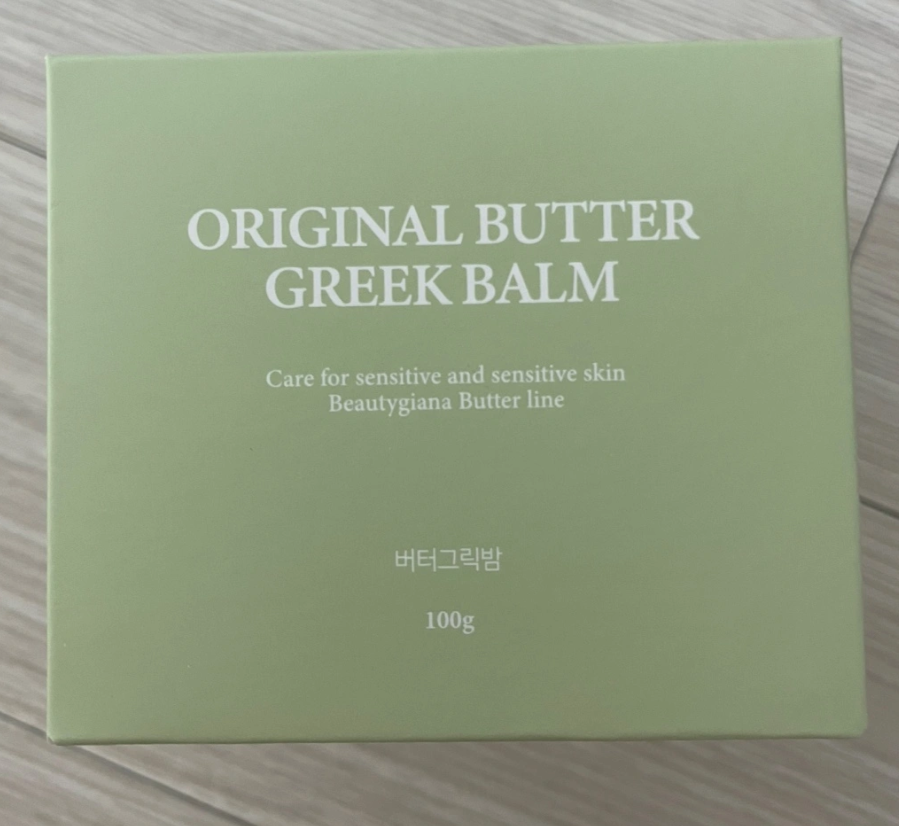 ORIGINAL BUTTER
GREEK BALM
Care for sensitive and sensitive skin
Beautygiana Butter line
버터그릭밤
100g